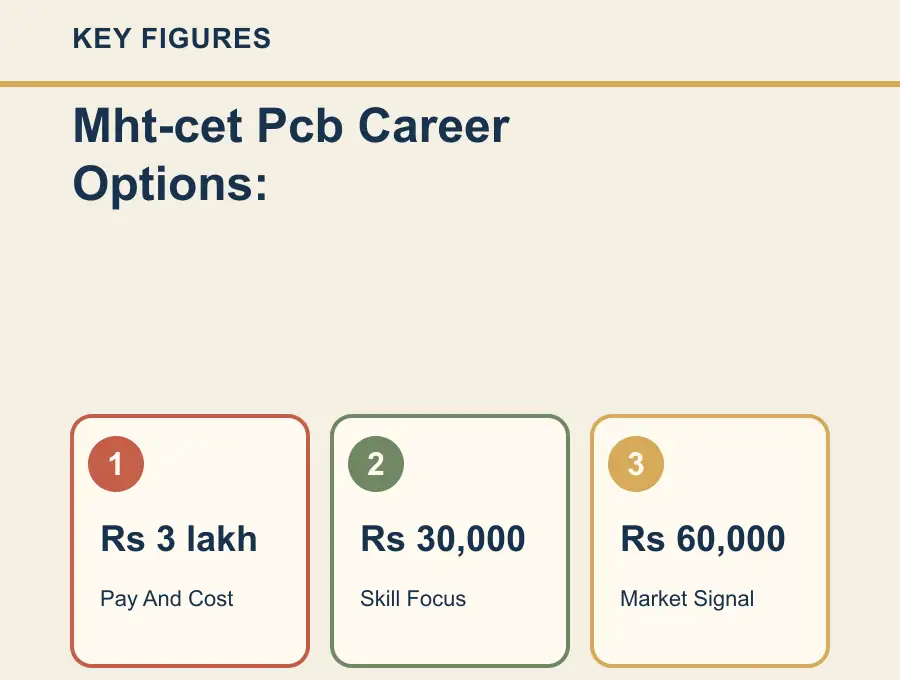 KEY FIGURES
Mht-cet Pcb Career
Options:
1
Rs 3 lakh
Pay And Cost
2
Rs 30,000
Skill Focus
3
Rs 60,000
Market Signal